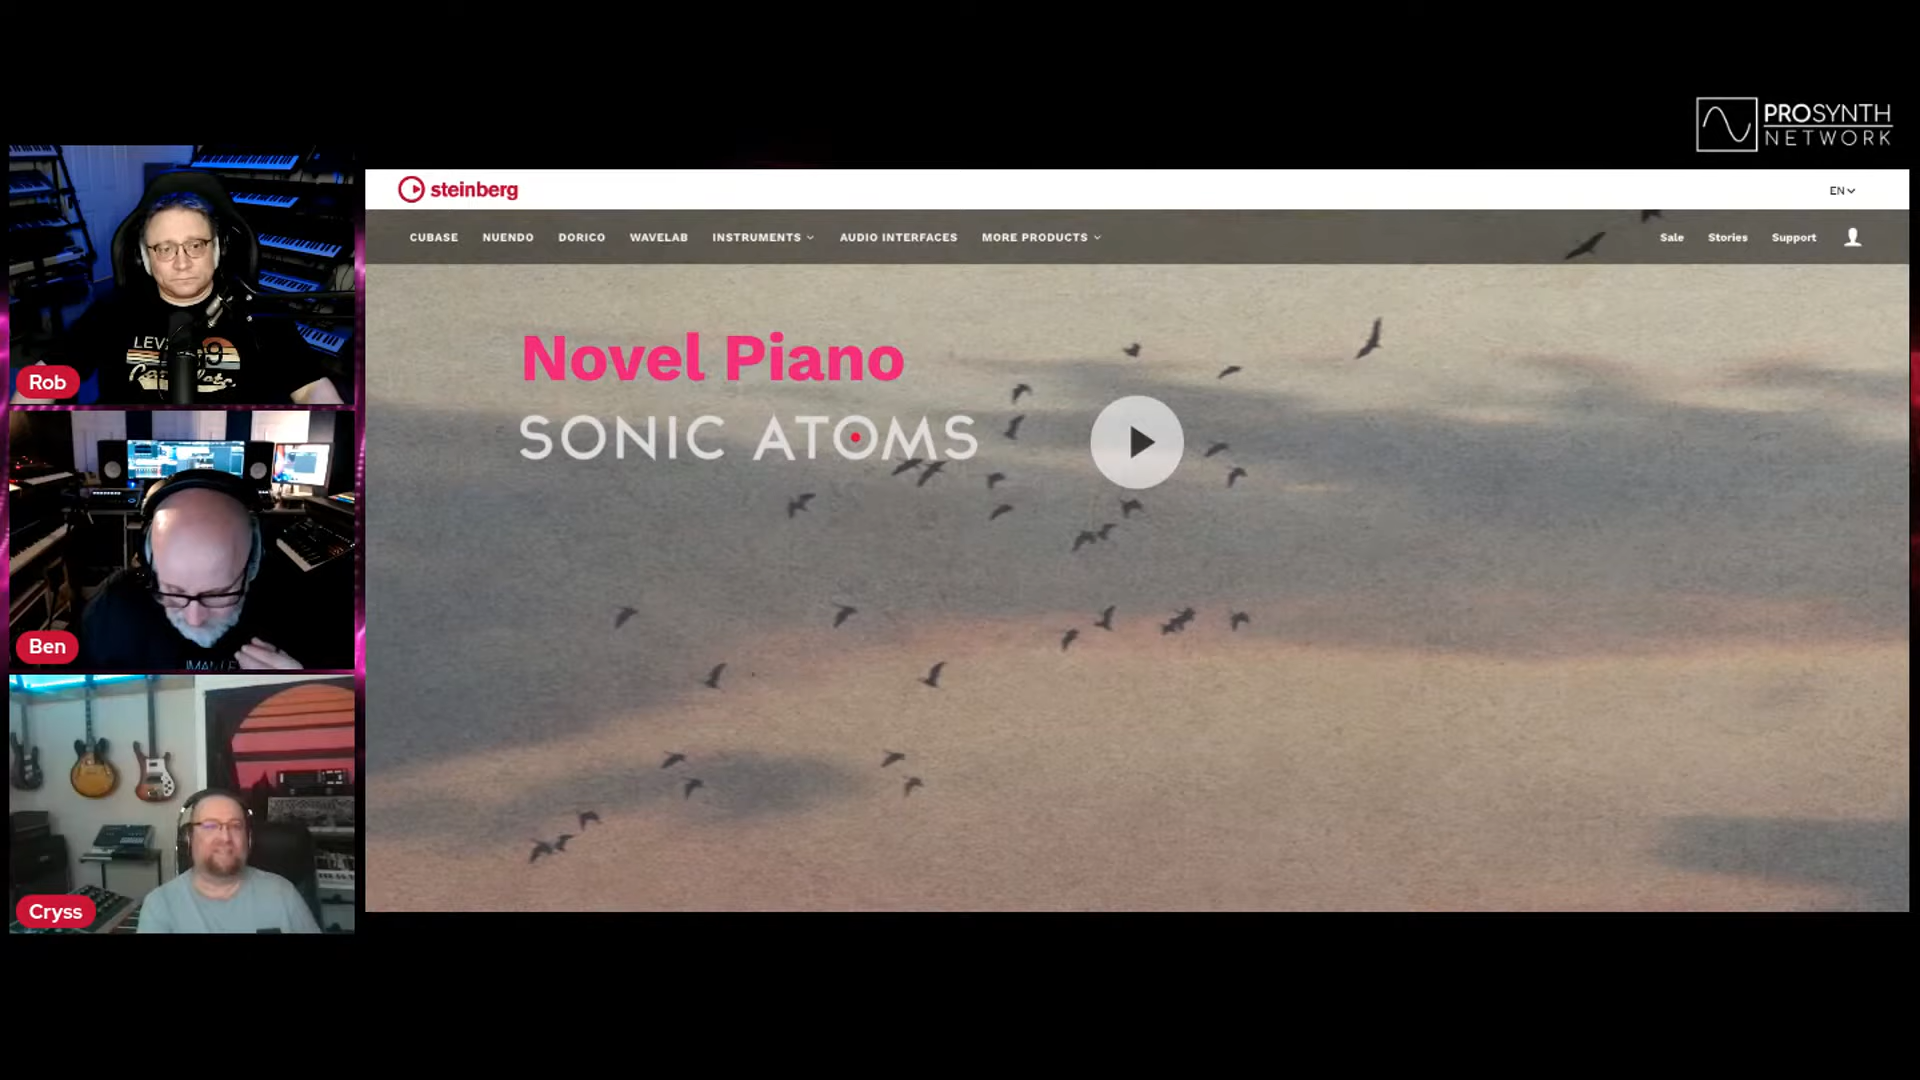 PROSYNTH
NETWORK
steinberg
EN
CUBASE NUENDO DORICO WAVELAB INSTRUMENTS AUDIO INTERFACES MORE PRODUCTS
Sale Stories Support
Novel Piano
SONIC ATOMS
Rob
Ben
Cryss